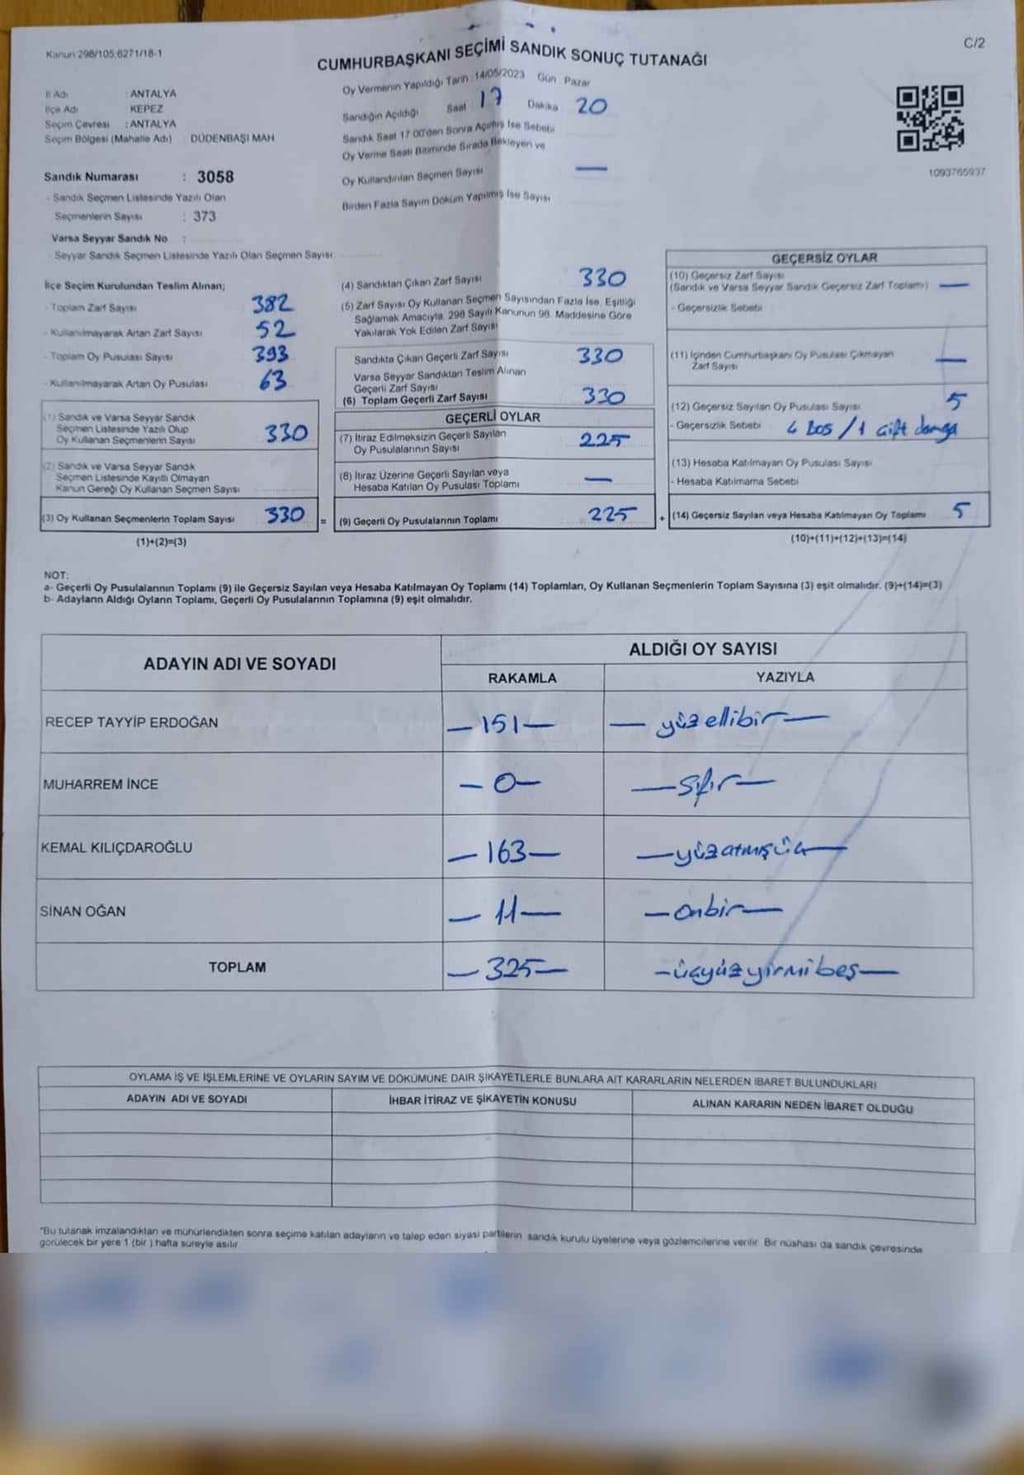 Kanun 298/105;6271/18-1
C/2
CUMHURBAŞKANI SEÇİMİ SANDIK SONUÇ TUTANAĞI
İl Adı : ANTALYA
İlçe Adı KEPEZ
Seçim Çevresi : ANTALYA
Seçim Bölgesi (Mahalle Adı) DÜDENBAŞI MAH
Sandık Numarası : 3058
- Sandık Seçmen Listesinde Yazılı Olan
Seçmenlerin Sayısı : 373
Varsa Seyyar Sandık No :
- Seyyar Sandık Seçmen Listesinde Yazılı Olan Seçmen Sayısı
Oy Vermenin Yapıldığı Tarih : 14/05/2023 Gün Pazar
Sandığın Açıldığı Saat 17 Dakika 20
Sandık Saat 17.00'den Sonra Açılmış İse Sebebi
Oy Verme Saati Bitiminde Sırada Bekleyen ve
Oy Kullandırılan Seçmen Sayısı —
Birden Fazla Sayım Döküm Yapılmış İse Sayısı
1093765937
İlçe Seçim Kurulundan Teslim Alınan;
- Toplam Zarf Sayısı 382
- Kullanılmayarak Artan Zarf Sayısı 52
- Toplam Oy Pusulası Sayısı 393
- Kullanılmayarak Artan Oy Pusulası 63
(1) Sandık ve Varsa Seyyar Sandık
Seçmen Listesinde Yazılı Olup
Oy Kullanan Seçmenlerin Sayısı 330
(2) Sandık ve Varsa Seyyar Sandık
Seçmen Listesinde Kayıtlı Olmayan
Kanun Gereği Oy Kullanan Seçmen Sayısı
(3) Oy Kullanan Seçmenlerin Toplam Sayısı 330 =
(1)+(2)=(3)
(4) Sandıktan Çıkan Zarf Sayısı 330
(5) Zarf Sayısı Oy Kullanan Seçmen Sayısından Fazla İse, Eşitliği
Sağlamak Amacıyla, 298 Sayılı Kanunun 98. Maddesine Göre
Yakılarak Yok Edilen Zarf Sayısı
Sandıkta Çıkan Geçerli Zarf Sayısı 330
Varsa Seyyar Sandıktan Teslim Alınan
Geçerli Zarf Sayısı
(6) Toplam Geçerli Zarf Sayısı 330
GEÇERLİ OYLAR
(7) İtiraz Edilmeksizin Geçerli Sayılan
Oy Pusulalarının Sayısı 225
(8) İtiraz Üzerine Geçerli Sayılan veya
Hesaba Katılan Oy Pusulası Toplamı —
(9) Geçerli Oy Pusulalarının Toplamı 225 +
GEÇERSİZ OYLAR
(10) Geçersiz Zarf Sayısı
(Sandık ve Varsa Seyyar Sandık Geçersiz Zarf Toplamı) —
- Geçersizlik Sebebi
(11) İçinden Cumhurbaşkanı Oy Pusulası Çıkmayan
Zarf Sayısı —
(12) Geçersiz Sayılan Oy Pusulası Sayısı 5
- Geçersizlik Sebebi 4 Boş / 1 Çift damga
(13) Hesaba Katılmayan Oy Pusulası Sayısı
- Hesaba Katılmama Sebebi
(14) Geçersiz Sayılan veya Hesaba Katılmayan Oy Toplamı 5
(10)+(11)+(12)+(13)=(14)
NOT:
a- Geçerli Oy Pusulalarının Toplamı (9) ile Geçersiz Sayılan veya Hesaba Katılmayan Oy Toplamı (14) Toplamları, Oy Kullanan Seçmenlerin Toplam Sayısına (3) eşit olmalıdır. (9)+(14)=(3)
b- Adayların Aldığı Oyların Toplamı, Geçerli Oy Pusulalarının Toplamına (9) eşit olmalıdır.
ADAYIN ADI VE SOYADI
ALDIĞI OY SAYISI
RAKAMLA YAZIYLA
RECEP TAYYİP ERDOĞAN — 151 — — yüzellibir —
MUHARREM İNCE — 0 — — sıfır —
KEMAL KILIÇDAROĞLU — 163 — — yüzatmışüç —
SİNAN OĞAN — 11 — — onbir —
TOPLAM — 325 — — üçyüzyirmibeş —
OYLAMA İŞ VE İŞLEMLERİNE VE OYLARIN SAYIM VE DÖKÜMÜNE DAİR ŞİKAYETLERLE BUNLARA AİT KARARLARIN NELERDEN İBARET BULUNDUKLARI
ADAYIN ADI VE SOYADI İHBAR İTİRAZ VE ŞİKAYETİN KONUSU ALINAN KARARIN NEDEN İBARET OLDUĞU
"Bu tutanak imzalandıktan ve mühürlendikten sonra seçime katılan adayların ve talep eden siyasi partilerin sandık kurulu üyelerine veya gözlemcilerine verilir. Bir nüshası da sandık çevresinde
görülecek bir yere 1 (bir ) hafta süreyle asılır